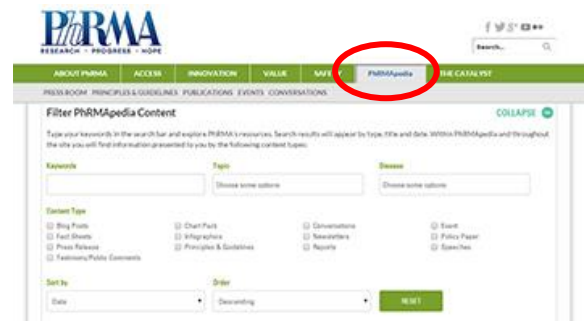 PhRMA
RESEARCH • PROGRESS • HOPE
Search...
ABOUT PhRMA ACCESS INNOVATION VALUE SAFETY PhRMApedia THE CATALYST
PRESS ROOM PRINCIPLES & GUIDELINES PUBLICATIONS EVENTS CONVERSATIONS
Filter PhRMApedia Content COLLAPSE
Type your keywords in the search bar and explore PhRMA's resources. Search results will appear by type, title and date. Within PhRMApedia and throughout
the site you will find information presented to you by the following content types:
Keywords Topic Disease
Choose some options Choose some options
Content Type
Blog Posts Chart Pack Conversations Event
Fact Sheets Infographics Newsletters Policy Paper
Press Release Principles & Guidelines Reports Speeches
Testimony/Public Comments
Sort by Order
Date Descending RESET